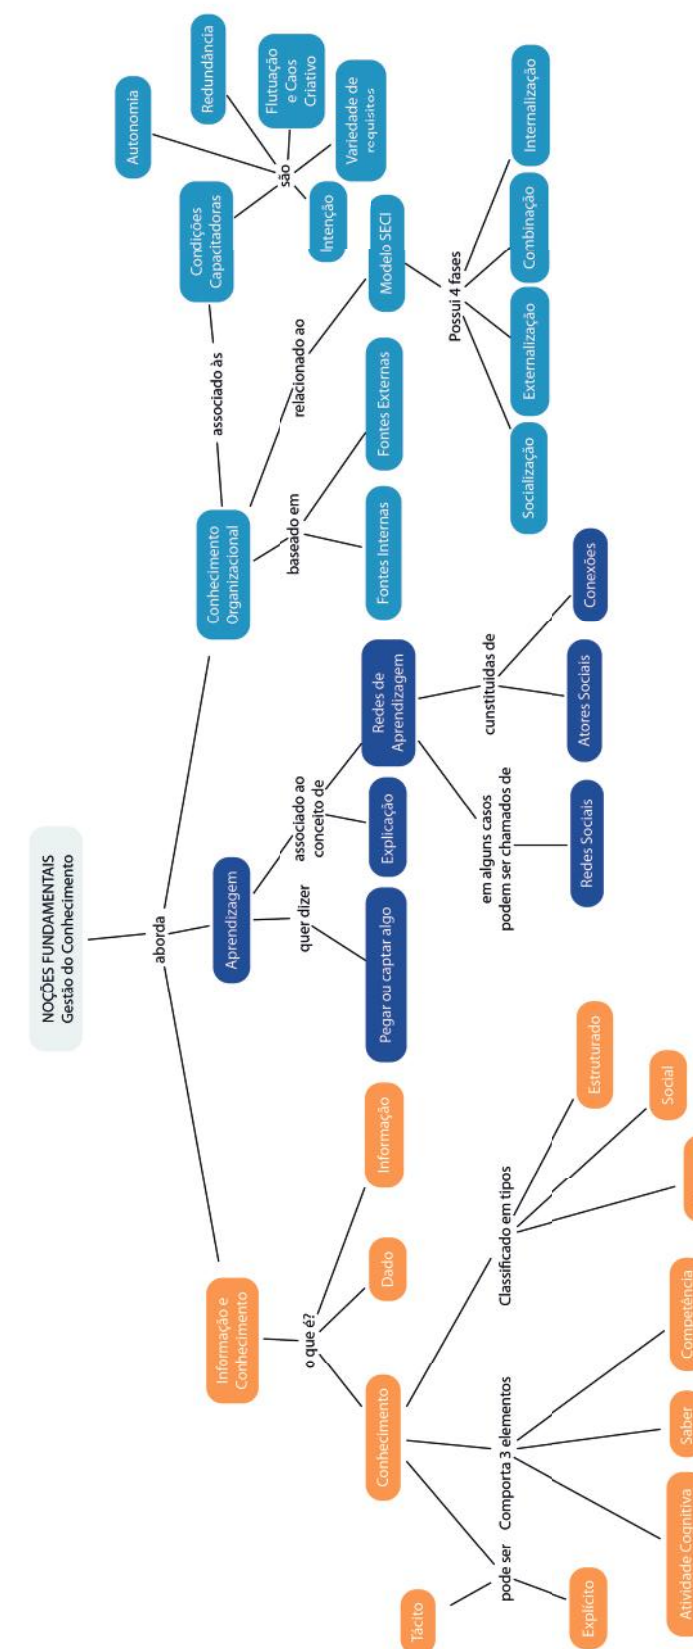 NOÇÕES FUNDAMENTAIS
Gestão do Conhecimento
aborda
Informação e
Conhecimento
o que é?
Conhecimento
Dado
Informação
pode ser
Tácito
Explícito
Comporta 3 elementos
Atividade Cognitiva
Saber
Competência
Classificado em tipos
Social
Estruturado
Aprendizagem
quer dizer
Pegar ou captar algo
associado ao
conceito de
Explicação
Redes de
Aprendizagem
em alguns casos
podem ser chamados de
Redes Sociais
cunstituidas de
Atores Sociais
Conexões
Conhecimento
Organizacional
baseado em
Fontes Internas
Fontes Externas
relacionado ao
Modelo SECI
Possui 4 fases
Socialização
Externalização
Combinação
Internalização
associado às
Condições
Capacitadoras
são
Autonomia
Redundância
Flutuação
e Caos
Criativo
Variedade de
requisitos
Intenção